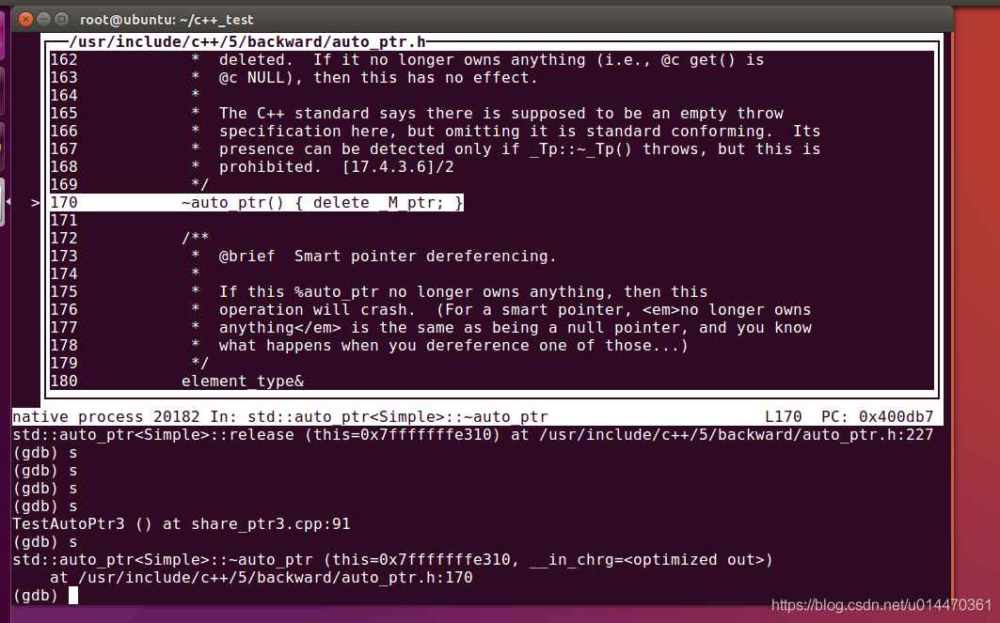 root@ubuntu: ~/c++_test
/usr/include/c++/5/backward/auto_ptr.h
162 * deleted. If it no longer owns anything (i.e., @c get() is
163 * @c NULL), then this has no effect.
164 *
165 * The C++ standard says there is supposed to be an empty throw
166 * specification here, but omitting it is standard conforming. Its
167 * presence can be detected only if _Tp::~_Tp() throws, but this is
168 * prohibited. [17.4.3.6]/2
169 */
>170 ~auto_ptr() { delete _M_ptr; }
171
172 /**
173 * @brief Smart pointer dereferencing.
174 *
175 * If this %auto_ptr no longer owns anything, then this
176 * operation will crash. (For a smart pointer, <em>no longer owns
177 * anything</em> is the same as being a null pointer, and you know
178 * what happens when you dereference one of those...)
179 */
180 element_type&
native process 20182 In: std::auto_ptr<Simple>::~auto_ptr L170 PC: 0x400db7
std::auto_ptr<Simple>::release (this=0x7fffffffe310) at /usr/include/c++/5/backward/auto_ptr.h:227
(gdb) s
(gdb) s
(gdb) s
(gdb) s
TestAutoPtr3 () at share_ptr3.cpp:91
(gdb) s
std::auto_ptr<Simple>::~auto_ptr (this=0x7fffffffe310, __in_chrg=<optimized out>)
at /usr/include/c++/5/backward/auto_ptr.h:170
(gdb)
https://blog.csdn.net/u014470361